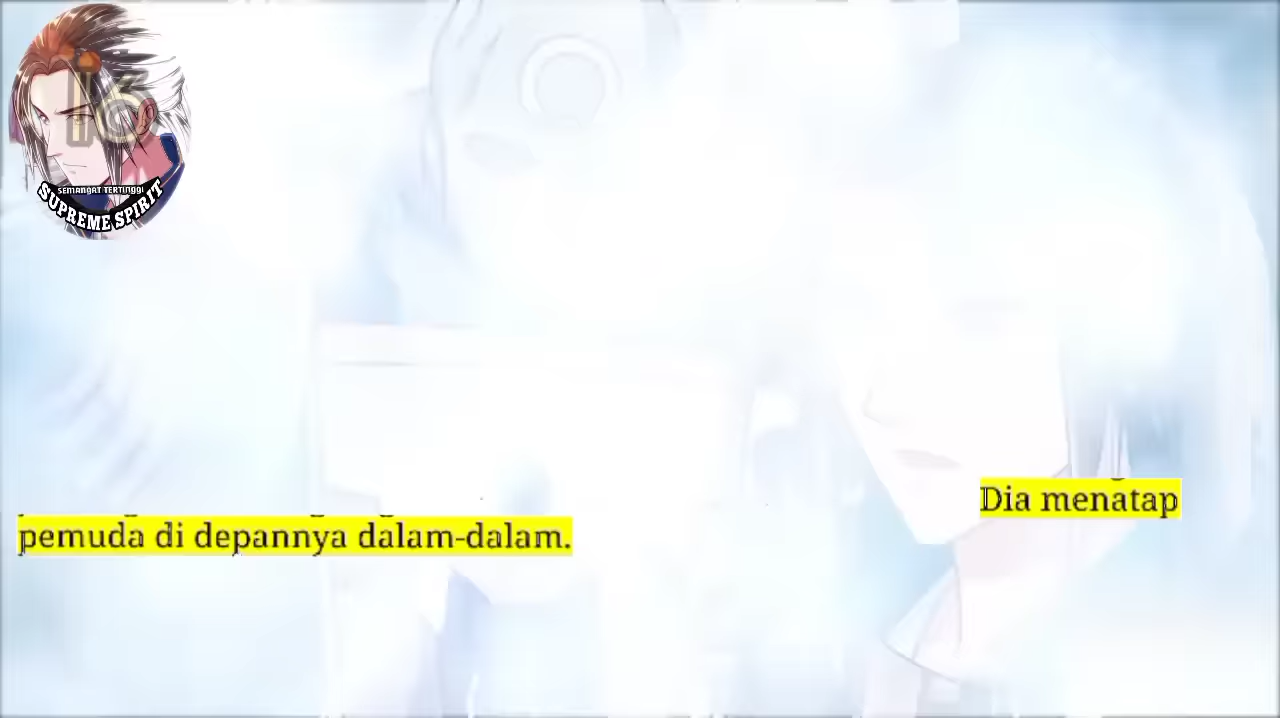 SEMANGAT TERTINGGI
SUPREME SPIRIT
Dia menatap
pemuda di depannya dalam-dalam.